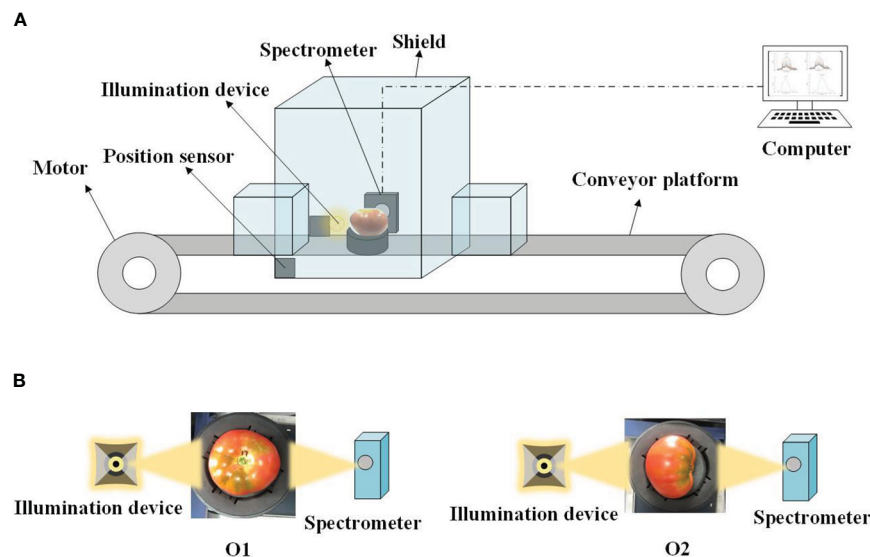 A
Spectrometer
Shield
Illumination device
Position sensor
Motor
Conveyor platform
Computer
B
Illumination device
Spectrometer
O1
Illumination device
Spectrometer
O2